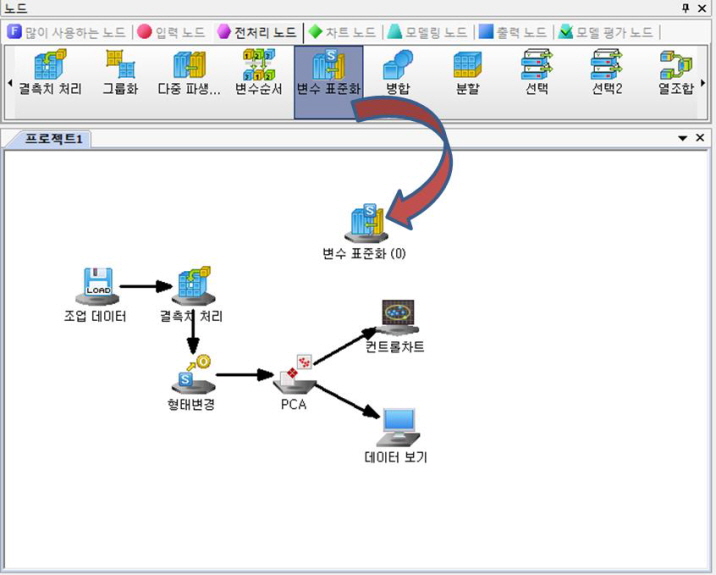 노드
F 많이 사용하는 노드 입력 노드 전처리 노드 차트 노드 모델링 노드 출력 노드 모델 평가 노드
결측치 처리 그룹화 다중 파생... 변수순서 변수 표준화 병합 분할 선택 선택2 열조합
프로젝트1
변수 표준화 (0)
LOAD
조업 데이터 결측치 처리
컨트롤차트
형태변경 PCA
데이터 보기